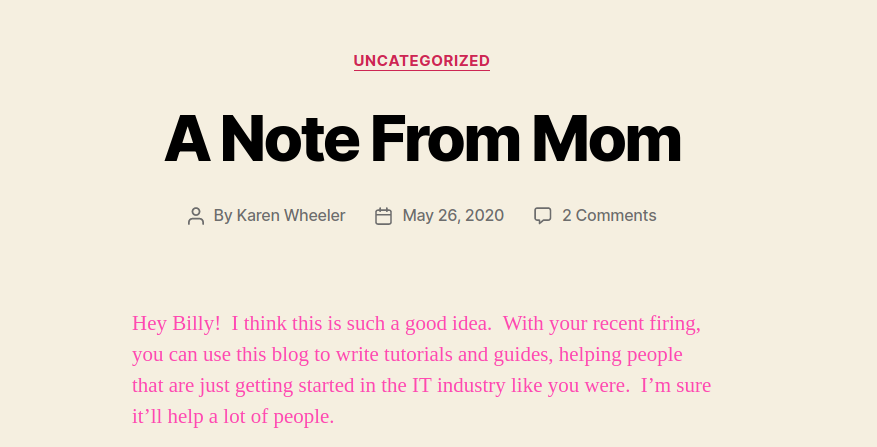 UNCATEGORIZED
A Note From Mom
By Karen Wheeler May 26, 2020 2 Comments
Hey Billy!  I think this is such a good idea.  With your recent firing,
you can use this blog to write tutorials and guides, helping people
that are just getting started in the IT industry like you were.  I’m sure
it’ll help a lot of people.